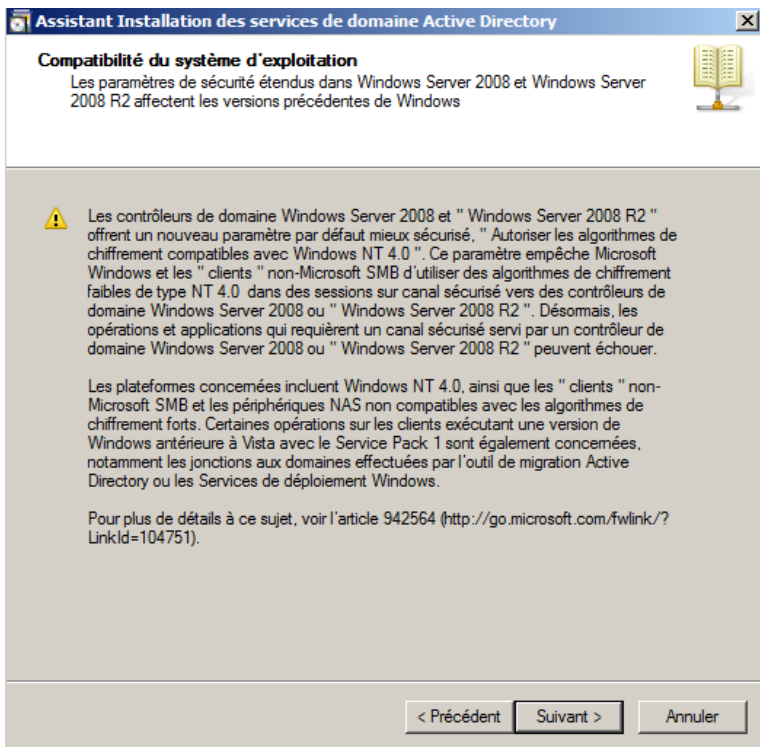 Assistant Installation des services de domaine Active Directory
Compatibilité du système d'exploitation
Les paramètres de sécurité étendus dans Windows Server 2008 et Windows Server
2008 R2 affectent les versions précédentes de Windows
Les contrôleurs de domaine Windows Server 2008 et " Windows Server 2008 R2 "
offrent un nouveau paramètre par défaut mieux sécurisé, " Autoriser les algorithmes de
chiffrement compatibles avec Windows NT 4.0 ". Ce paramètre empêche Microsoft
Windows et les " clients " non-Microsoft SMB d'utiliser des algorithmes de chiffrement
faibles de type NT 4.0 dans des sessions sur canal sécurisé vers des contrôleurs de
domaine Windows Server 2008 ou " Windows Server 2008 R2 ". Désormais, les
opérations et applications qui requièrent un canal sécurisé servi par un contrôleur de
domaine Windows Server 2008 ou " Windows Server 2008 R2 " peuvent échouer.
Les plateformes concernées incluent Windows NT 4.0, ainsi que les " clients " non-
Microsoft SMB et les périphériques NAS non compatibles avec les algorithmes de
chiffrement forts. Certaines opérations sur les clients exécutant une version de
Windows antérieure à Vista avec le Service Pack 1 sont également concernées,
notamment les jonctions aux domaines effectuées par l'outil de migration Active
Directory ou les Services de déploiement Windows.
Pour plus de détails à ce sujet, voir l'article 942564 (http://go.microsoft.com/fwlink/?
LinkId=104751).
< Précédent Suivant > Annuler